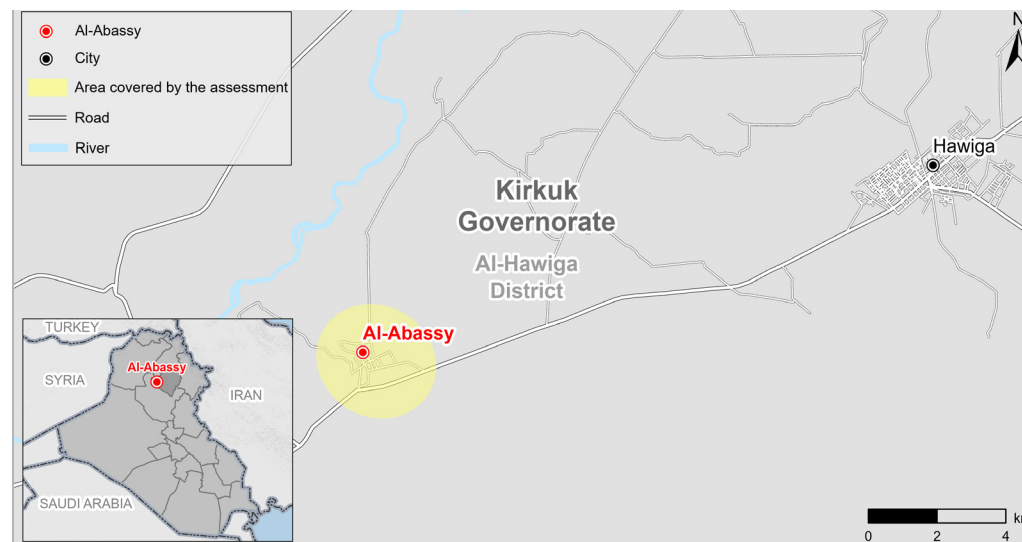 Al-Abassy
City
Area covered by the assessment
Road
River
N
Hawiga
Kirkuk
Governorate
Al-Hawiga
District
Al-Abassy
TURKEY
Al-Abassy
SYRIA
IRAN
SAUDI ARABIA
km
0 2 4